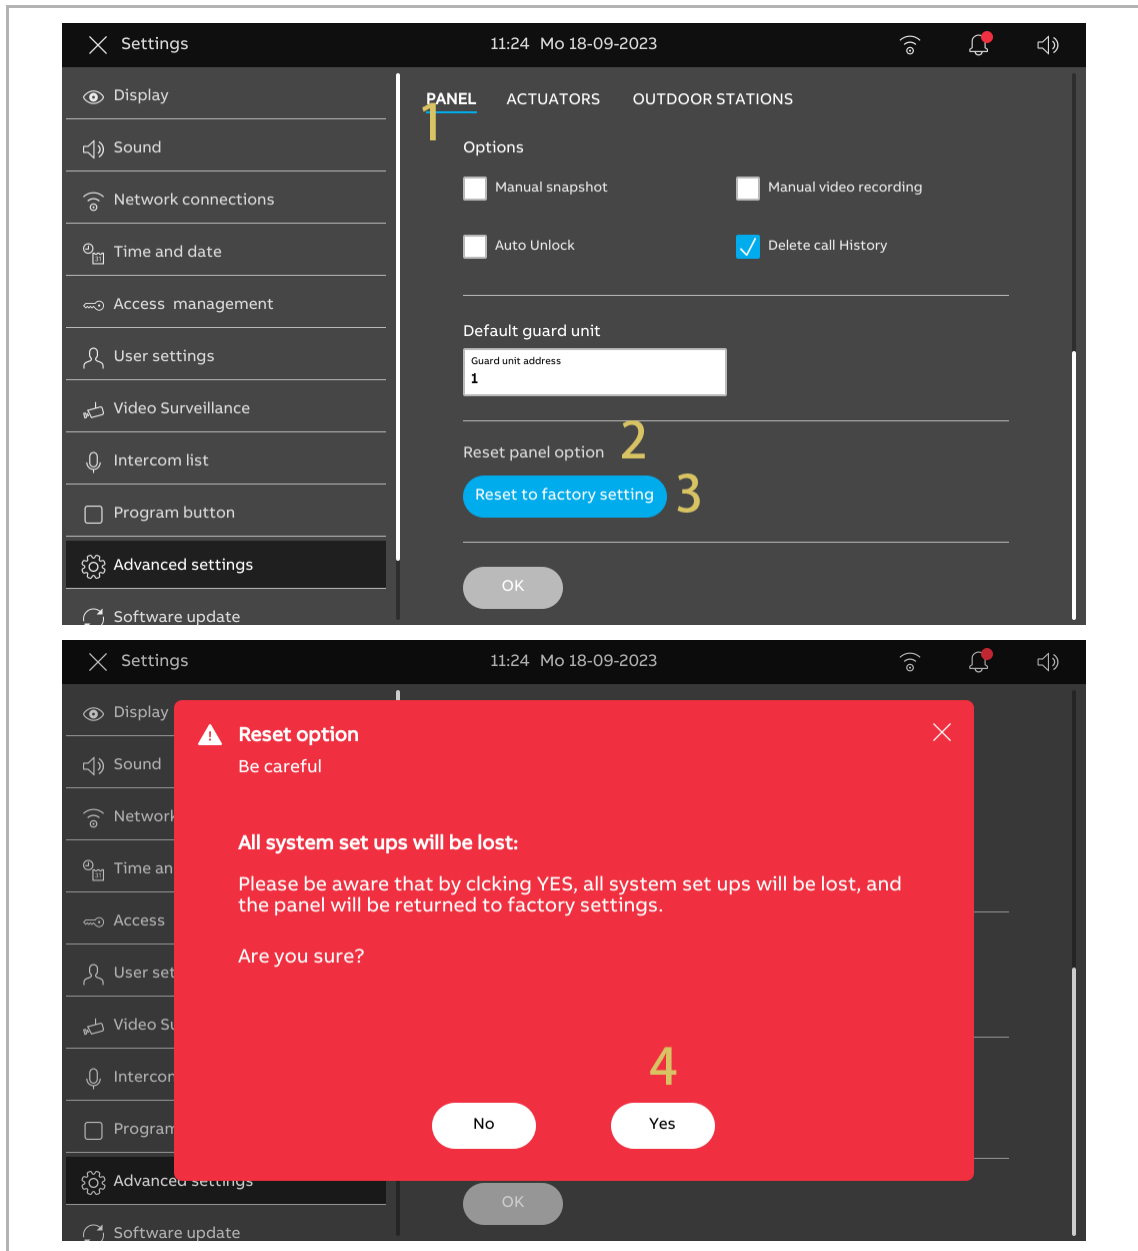 Settings
11:24 Mo 18-09-2023
Display
Sound
Network connections
Time and date
Access management
User settings
Video Surveillance
Intercom list
Program button
Advanced settings
Software update
PANEL ACTUATORS OUTDOOR STATIONS
1
Options
Manual snapshot
Manual video recording
Auto Unlock
Delete call History
Default guard unit
Guard unit address
1
Reset panel option 2
Reset to factory setting 3
OK
Settings
11:24 Mo 18-09-2023
Display
Sound
Network
Time an
Access
User set
Video Su
Intercom
Program
Advanced settings
Software update
Reset option
Be careful
All system set ups will be lost:
Please be aware that by clcking YES, all system set ups will be lost, and
the panel will be returned to factory settings.
Are you sure?
4
No
Yes
OK